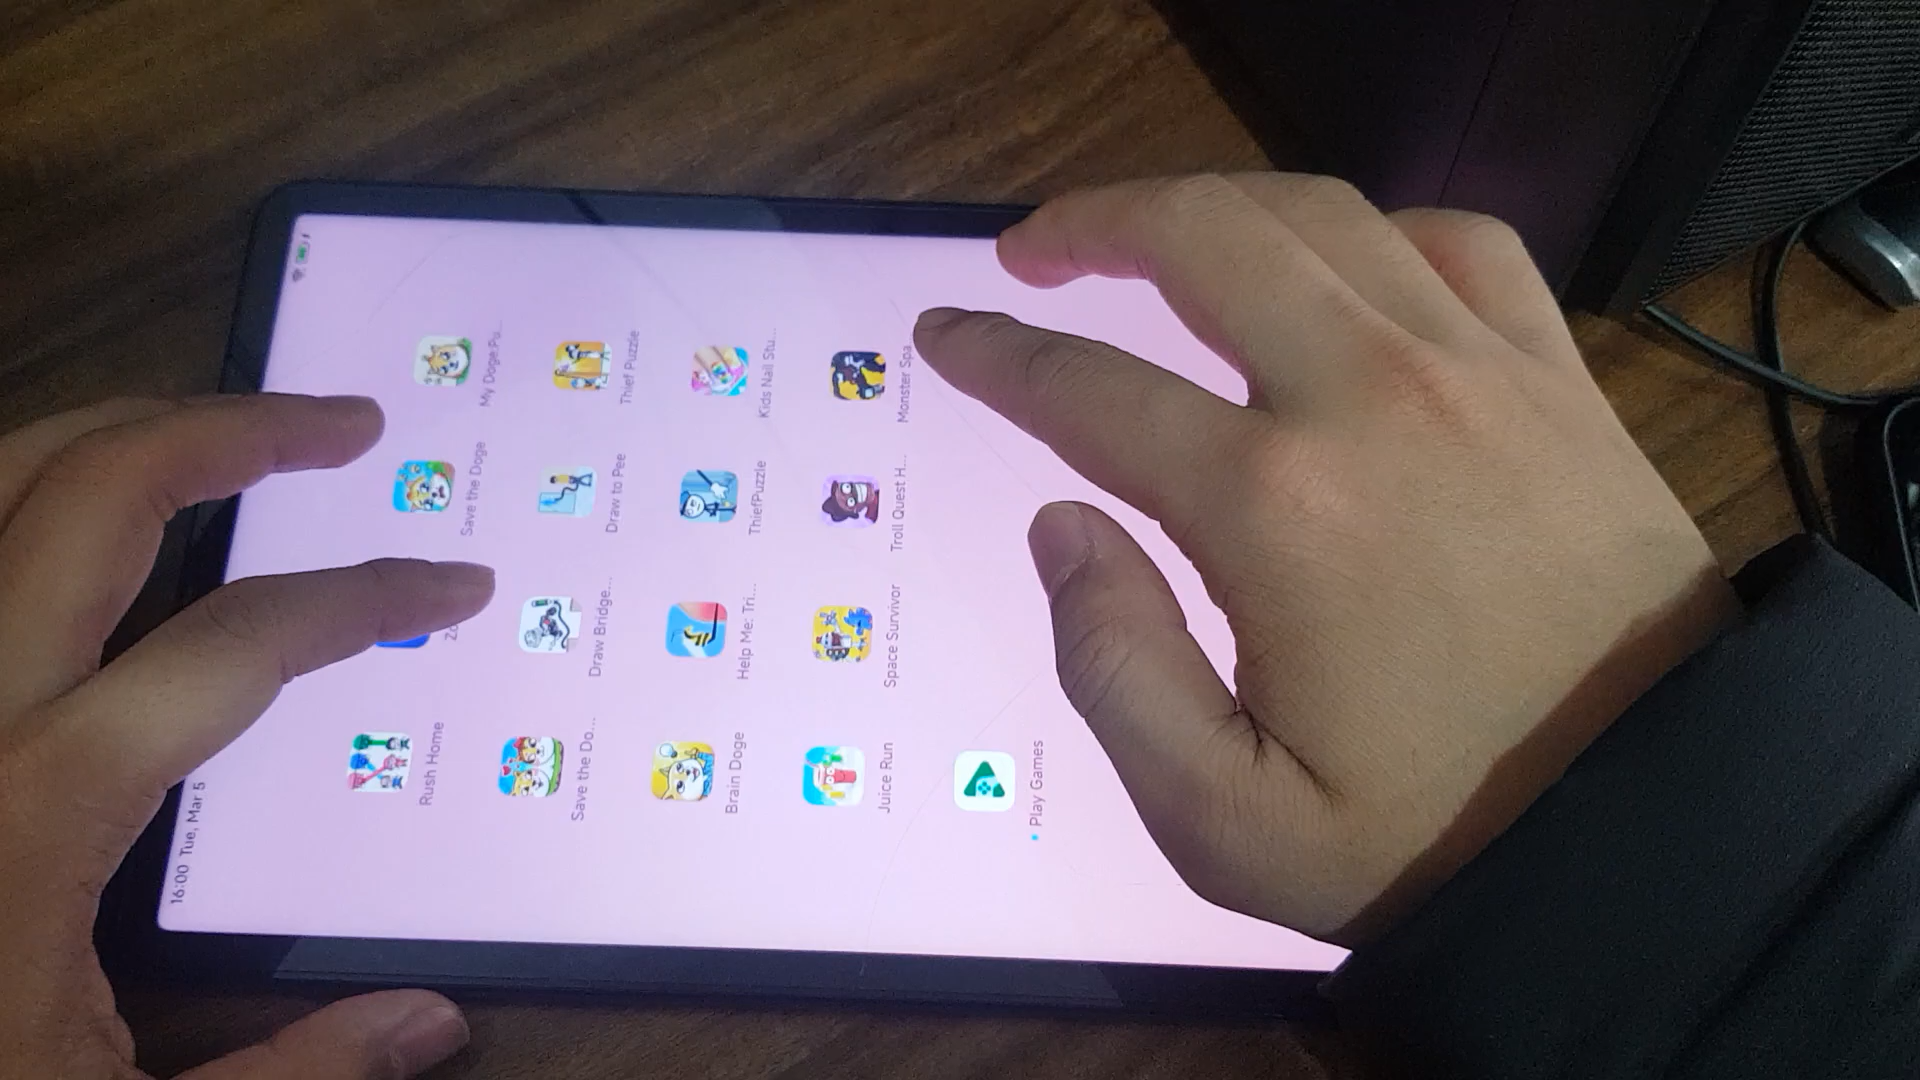 16:00 Tue, Mar 5
Rush Home
Save the Doge
My Doge:Pu...
Save the Do...
Draw Bridge...
Draw to Pee
Thief Puzzle
Brain Doge
Help Me: Tri...
ThiefPuzzle
Kids Nail Stu...
Juice Run
Space Survivor
Troll Quest H...
Monster Spa...
Play Games